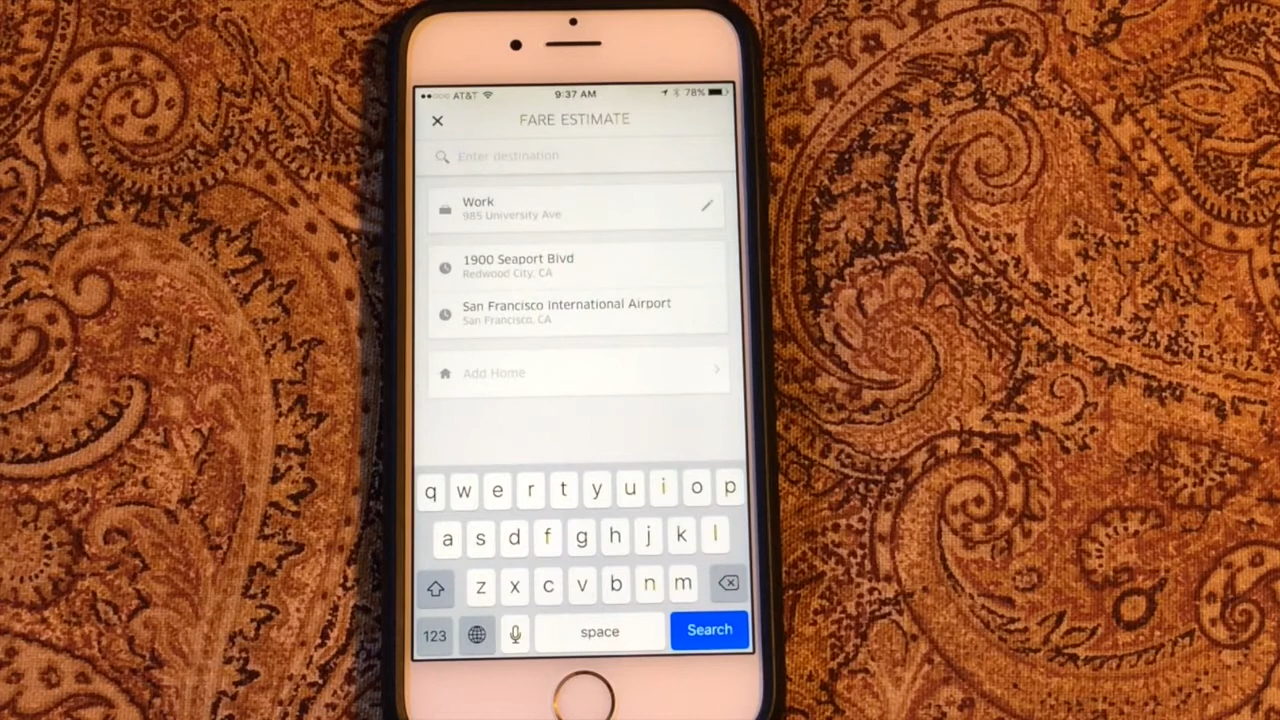 AT&T 9:37 AM 78%
FARE ESTIMATE
Enter destination
Work
985 University Ave
1900 Seaport Blvd
Redwood City, CA
San Francisco International Airport
San Francisco, CA
Add Home
q w e r t y u i o p
a s d f g h j k l
z x c v b n m
123 space Search